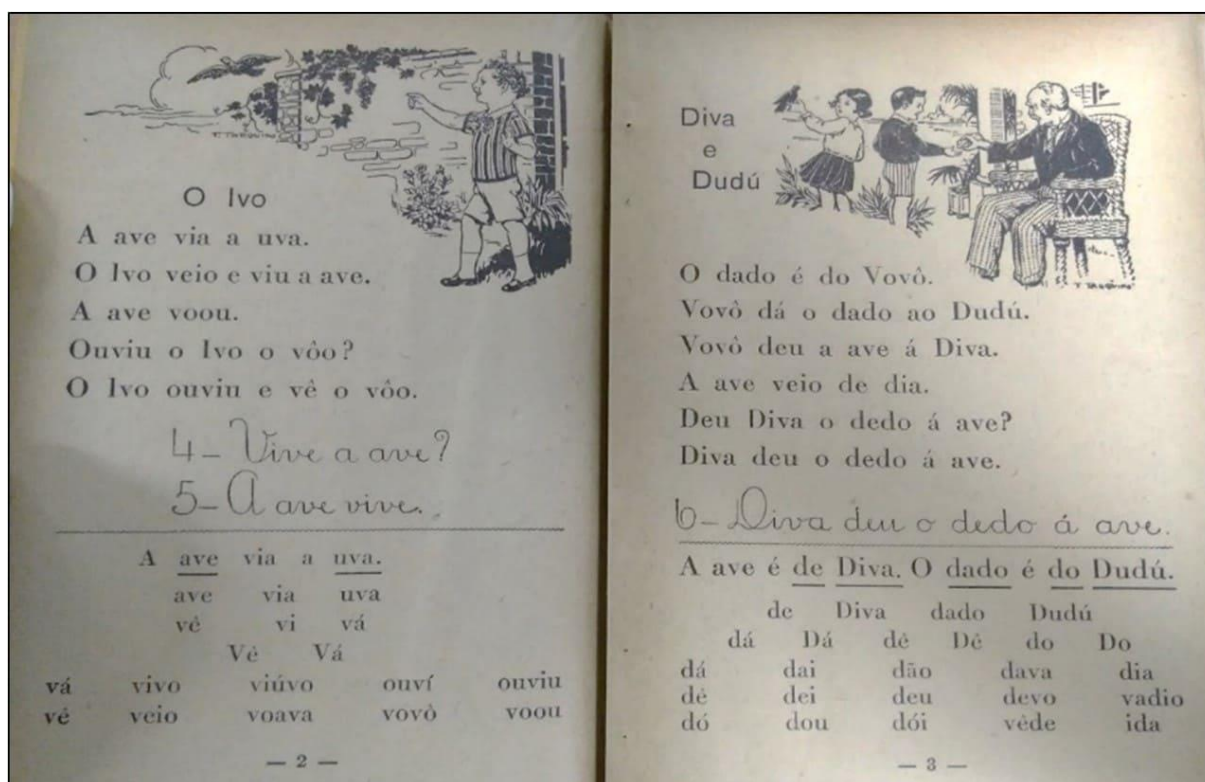 O Ivo
A ave via a uva.
O Ivo veio e viu a ave.
A ave voou.
Ouviu o Ivo o vôo?
O Ivo ouviu e vê o vôo.
4 – Vive a ave?
5 – A ave vive.
A ave via a uva.
ave via uva
vê vi vá
Vê Vá
vá vivo viúvo ouví ouviu
vê veio voava vovô voou
— 2 —
Diva
e
Dudú
O dado é do Vovô.
Vovô dá o dado ao Dudú.
Vovô deu a ave á Diva.
A ave veio de dia.
Deu Diva o dedo á ave?
Diva deu o dedo á ave.
6 – Diva deu o dedo á ave.
A ave é de Diva. O dado é do Dudú.
de Diva dado Dudú
dá Dá dê Dê do Do
dá dai dão dava dia
dê dei deu devo vadio
dó dou dói vêde ida
— 3 —